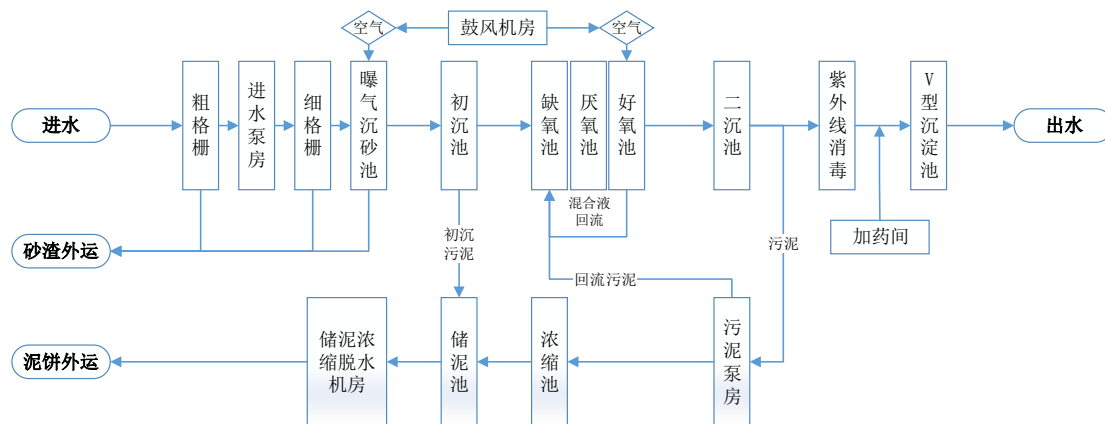 空气
鼓风机房
空气
进水
粗格栅
进水泵房
细格栅
曝气沉砂池
初沉池
缺氧池
厌氧池
好氧池
二沉池
紫外线消毒
V型沉淀池
出水
混合液
回流
砂渣外运
初沉
污泥
污泥
加药间
回流污泥
泥饼外运
储泥浓
缩脱水
机房
储泥池
浓缩池
污泥泵房